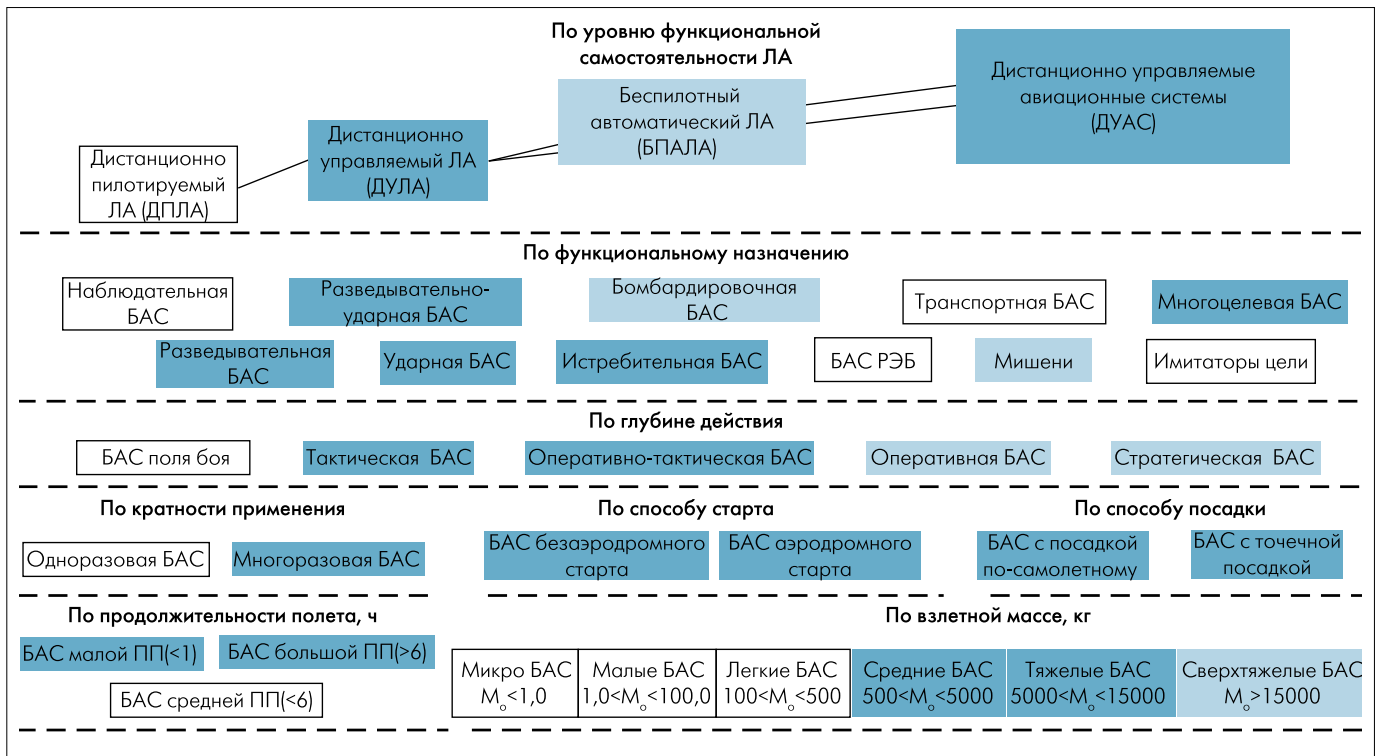 По уровню функциональной
самостоятельности ЛА
Дистанционно
пилотируемый
ЛА (ДПЛА)
Дистанционно
управляемый ЛА
(ДУЛА)
Беспилотный
автоматический ЛА
(БПАЛА)
Дистанционно управляемые
авиационные системы
(ДУАС)
По функциональному назначению
Наблюдательная
БАС
Разведывательно-
ударная БАС
Бомбардировочная
БАС
Транспортная БАС
Многоцелевая БАС
Разведывательная
БАС
Ударная БАС
Истребительная БАС
БАС РЭБ
Мишени
Имитаторы цели
По глубине действия
БАС поля боя
Тактическая БАС
Оперативно-тактическая БАС
Оперативная БАС
Стратегическая БАС
По кратности применения
Одноразовая БАС
Многоразовая БАС
По способу старта
БАС безаэродромного
старта
БАС аэродромного
старта
По способу посадки
БАС с посадкой
по-самолетному
БАС с точечной
посадкой
По продолжительности полета, ч
БАС малой ПП(<1)
БАС большой ПП(>6)
БАС средней ПП(<6)
По взлетной массе, кг
Микро БАС
Mo<1,0
Малые БАС
1,0<Mo<100,0
Легкие БАС
100<Mo<500
Средние БАС
500<Mo<5000
Тяжелые БАС
5000<Mo<15000
Сверхтяжелые БАС
Mo>15000